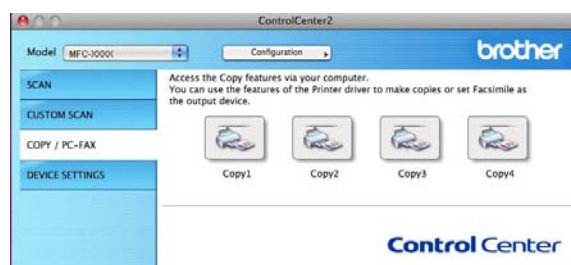 ControlCenter2
Model MFC-XXXX
Configuration
brother
SCAN
CUSTOM SCAN
COPY / PC-FAX
DEVICE SETTINGS
Access the Copy features via your computer.
You can use the features of the Printer driver to make copies or set Facsimile as
the output device.
Copy1 Copy2 Copy3 Copy4
Control Center